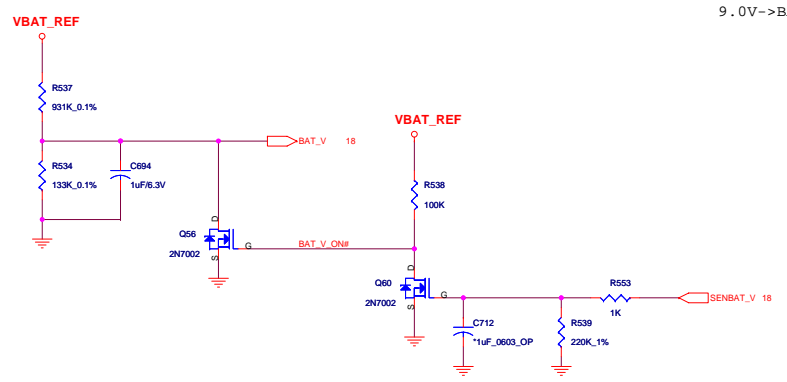 9.0V->B
VBAT_REF
R537
931K_0.1%
BAT_V 18
VBAT_REF
R534
133K_0.1%
C694
1uF/6.3V
R538
100K
D
Q56
G
BAT_V_ON#
2N7002
S
D
Q60
G
2N7002
S
R553
1K
SENBAT_V 18
C712
*1uF_0603_OP
R539
220K_1%